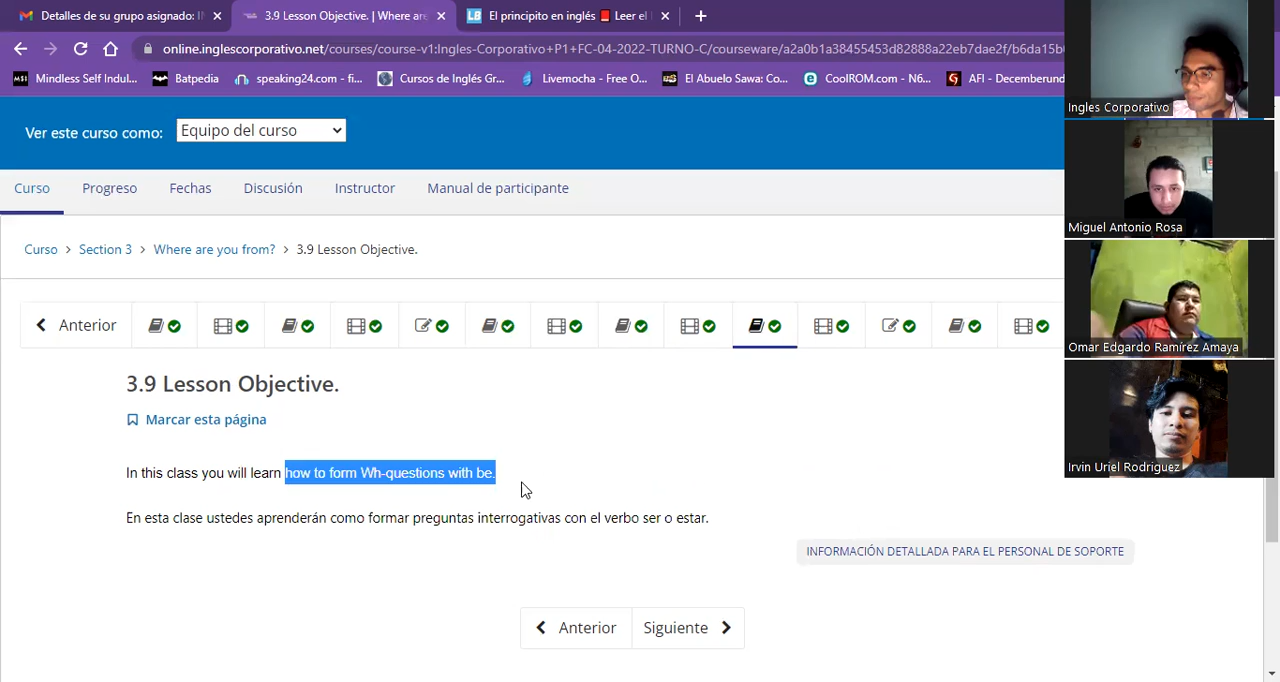 Detalles de su grupo asignado: I
3.9 Lesson Objective. | Where are
El principito en inglés 📕 Leer el l
online.inglescorporativo.net/courses/course-v1:Ingles-Corporativo+P1+FC-04-2022-TURNO-C/courseware/a2a0b1a38455453d82888a22eb7dae2f/b6da15b
Mindless Self Indul...
Batpedia
speaking24.com - fi...
Cursos de Inglés Gr...
Livemocha - Free O...
El Abuelo Sawa: Co...
CoolROM.com - N6...
AFI - Decemberund
Ingles Corporativo
Ver este curso como:
Equipo del curso
Curso
Progreso
Fechas
Discusión
Instructor
Manual de participante
Miguel Antonio Rosa
Curso > Section 3 > Where are you from? > 3.9 Lesson Objective.
Anterior
Omar Edgardo Ramírez Amaya
3.9 Lesson Objective.
Marcar esta página
Irvin Uriel Rodriguez
In this class you will learn how to form Wh-questions with be.
En esta clase ustedes aprenderán como formar preguntas interrogativas con el verbo ser o estar.
INFORMACIÓN DETALLADA PARA EL PERSONAL DE SOPORTE
Anterior
Siguiente